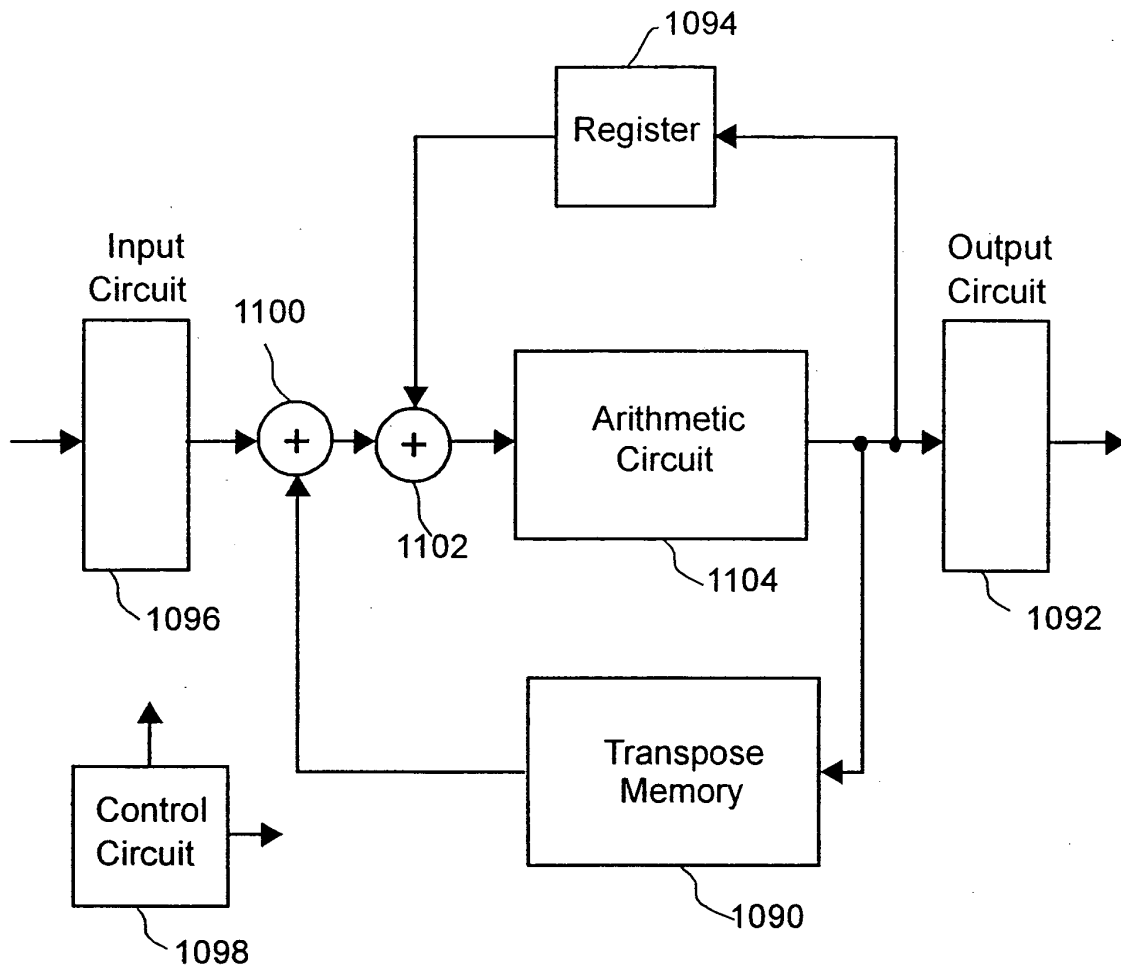 1094
Register
Input
Circuit
Output
Circuit
1100
+
+
Arithmetic
Circuit
1102
1104
1096
1092
Transpose
Memory
Control
Circuit
1090
1098